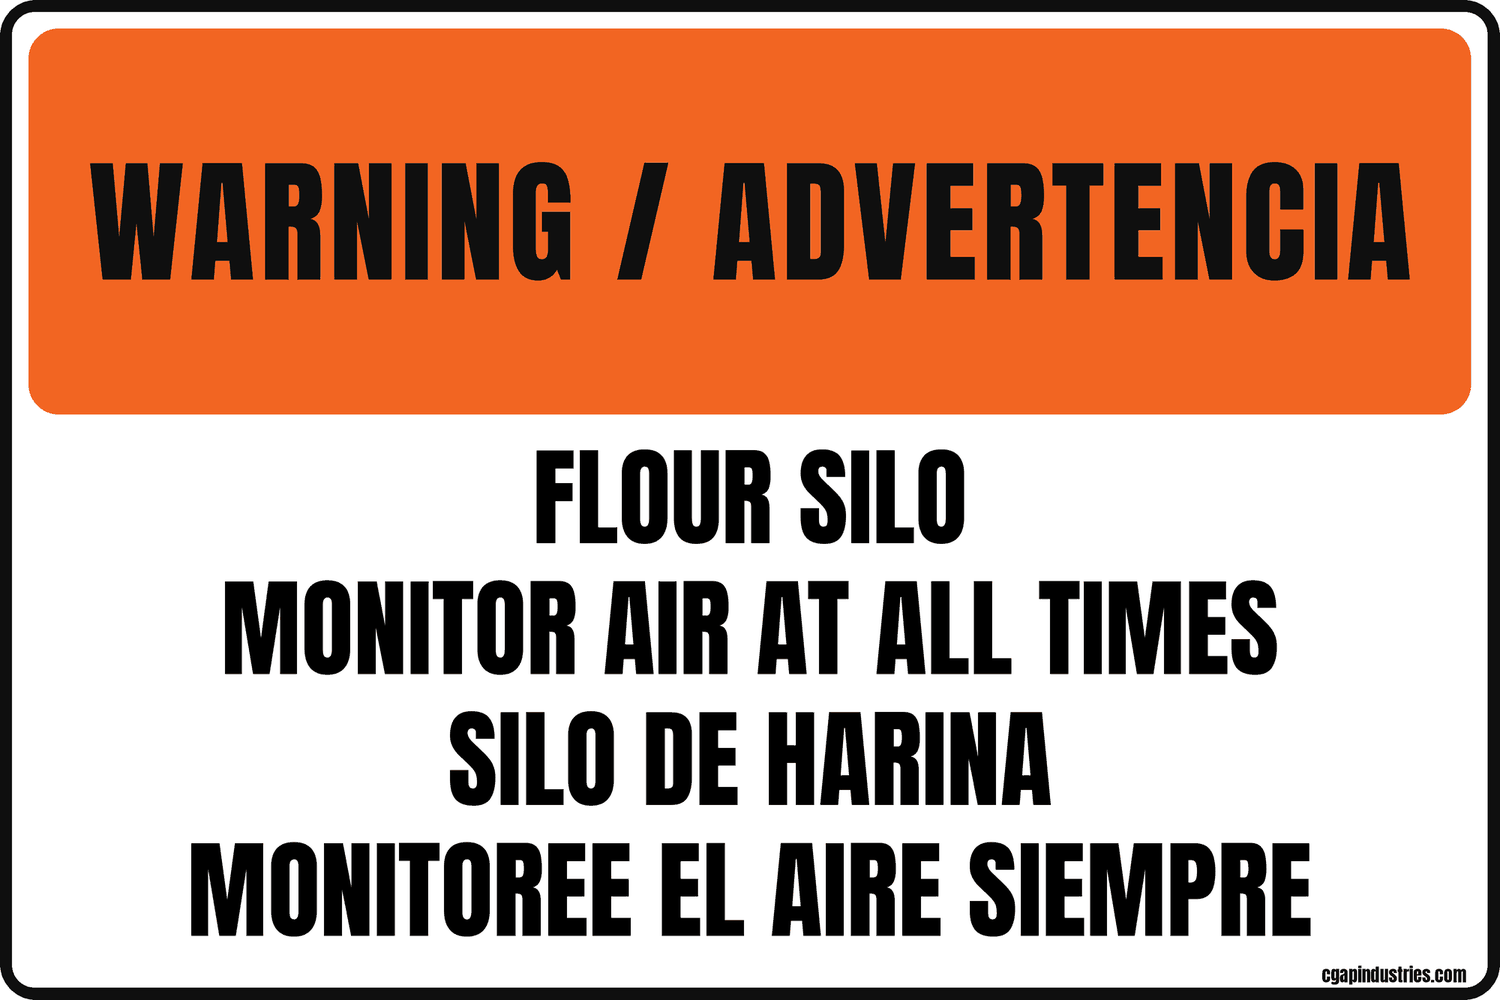 WARNING / ADVERTENCIA
FLOUR SILO
MONITOR AIR AT ALL TIMES
SILO DE HARINA
MONITOREE EL AIRE SIEMPRE
cgapindustries.com